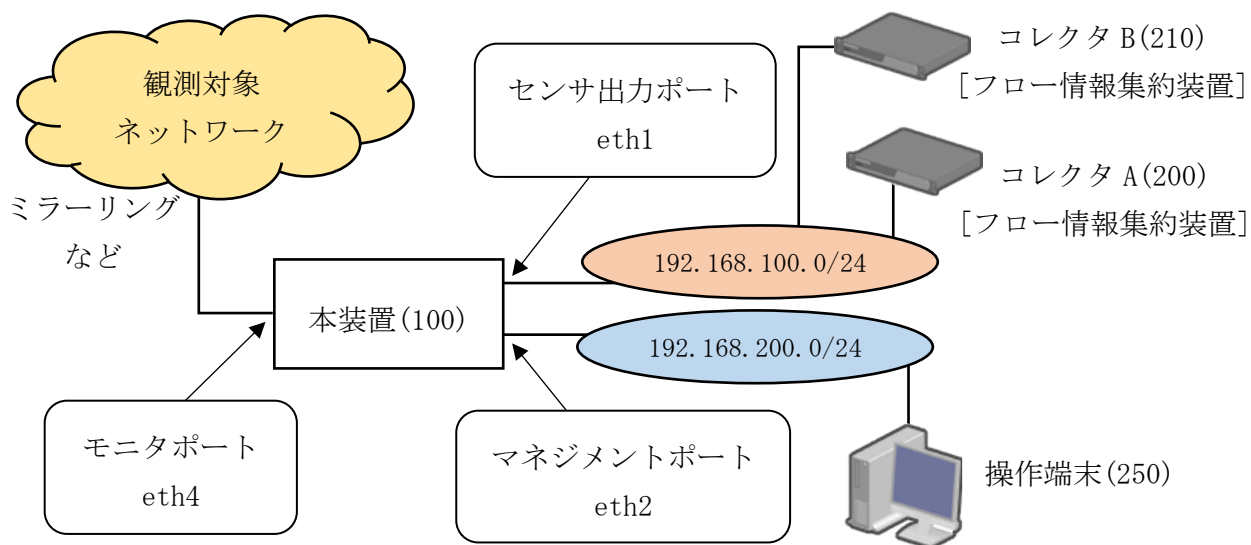 観測対象
ネットワーク
ミラーリング
など
センサ出力ポート
eth1
コレクタ B(210)
[フロー情報集約装置]
コレクタ A(200)
[フロー情報集約装置]
192.168.100.0/24
本装置(100)
192.168.200.0/24
モニタポート
eth4
マネジメントポート
eth2
操作端末(250)